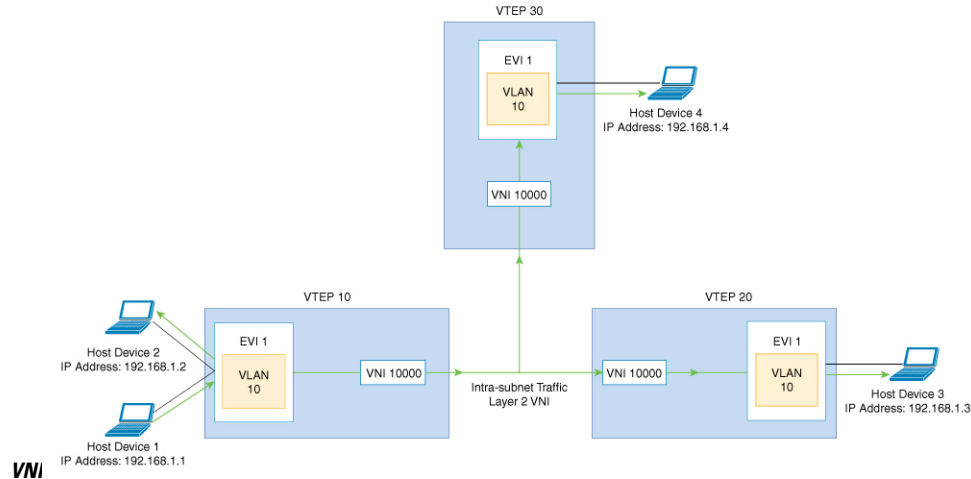 VTEP 30
EVI 1
VLAN
10
Host Device 4
IP Address: 192.168.1.4
VNI 10000
VTEP 10
VTEP 20
EVI 1
VLAN
10
Host Device 2
IP Address: 192.168.1.2
VNI 10000
Intra-subnet Traffic
Layer 2 VNI
VNI 10000
EVI 1
VLAN
10
Host Device 3
IP Address: 192.168.1.3
Host Device 1
IP Address: 192.168.1.1
VNI